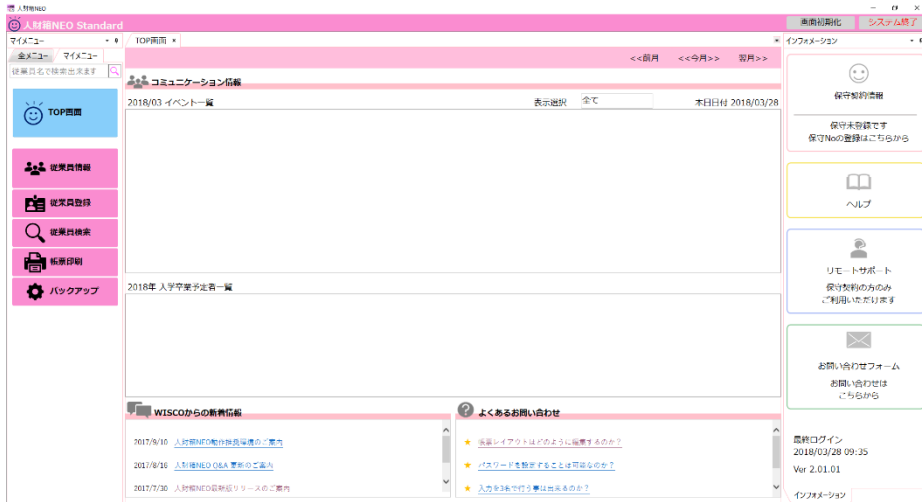 人財箱NEO
人財箱NEO Standard
画面初期化 システム終了
マイメニュー
TOP画面 ×
インフォメーション
全メニュー マイメニュー
従業員名で検索出来ます
TOP画面
従業員情報
従業員登録
従業員検索
帳票印刷
バックアップ
<<前月 <<今月>> 翌月>>
コミュニケーション情報
2018/03 イベント一覧 表示選択 全て 本日日付 2018/03/28
2018年 入学卒業予定者一覧
WISCOからの新着情報
2017/9/10 人財箱NEO動作推奨環境のご案内
2017/8/16 人財箱NEO Q&A 更新のご案内
2017/7/30 人財箱NEO最新版リリースのご案内
よくあるお問い合わせ
★ 帳票レイアウトはどのように編集するのか？
★ パスワードを設定することは可能なのか？
★ 入力を3名で行う事は出来るのか？
保守契約情報
保守未登録です
保守Noの登録はこちらから
ヘルプ
リモートサポート
保守契約の方のみ
ご利用いただけます
お問い合わせフォーム
お問い合わせは
こちらから
最終ログイン
2018/03/28 09:35
Ver 2.01.01
インフォメーション